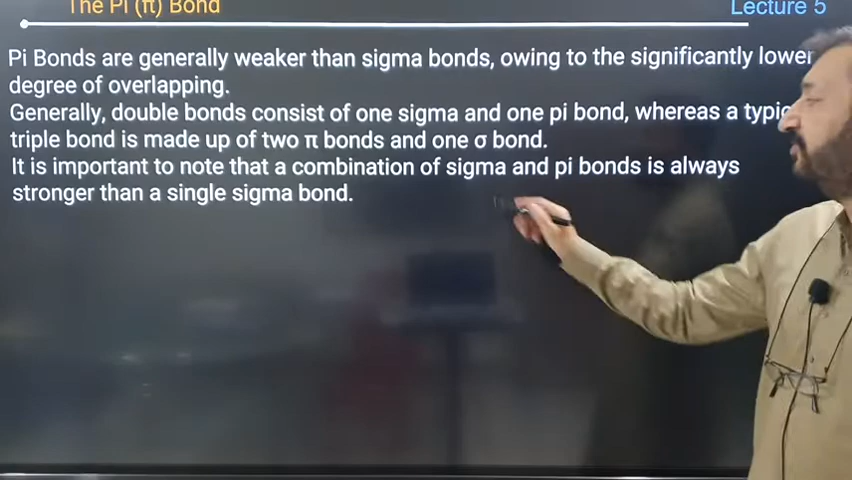 The Pi (π) Bond
Lecture 5
Pi Bonds are generally weaker than sigma bonds, owing to the significantly lower
degree of overlapping.
Generally, double bonds consist of one sigma and one pi bond, whereas a
triple bond is made up of two π bonds and one σ bond.
It is important to note that a combination of sigma and pi bonds is always
stronger than a single sigma bond.